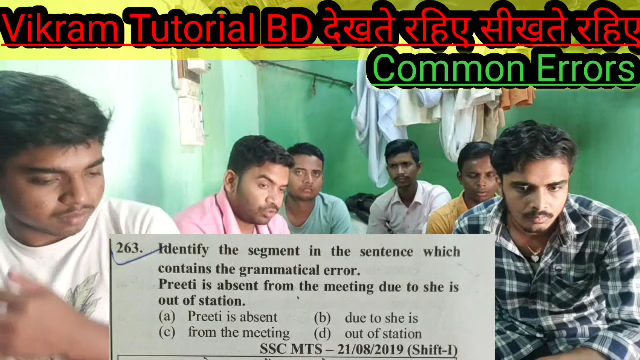 Vikram Tutorial BD देखते रहिए सीखते रहिए
Common Errors
263. Identify the segment in the sentence which
contains the grammatical error.
Preeti is absent from the meeting due to she is
out of station.
(a) Preeti is absent (b) due to she is
(c) from the meeting (d) out of station
SSC MTS – 21/08/2019 (Shift-I)